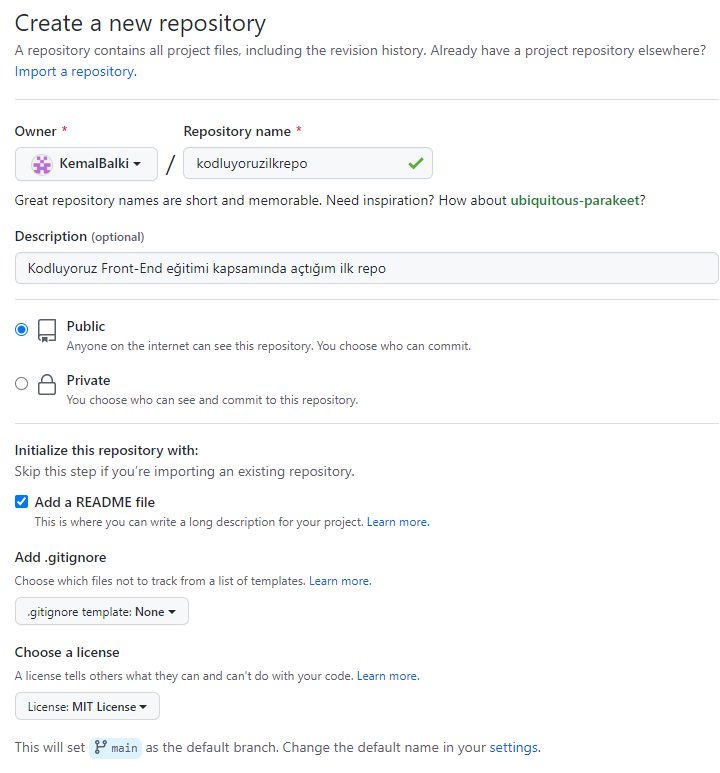 Create a new repository
A repository contains all project files, including the revision history. Already have a project repository elsewhere?
Import a repository.
Owner *
Repository name *
KemalBalki
/
kodluyoruzilkrepo
Great repository names are short and memorable. Need inspiration? How about ubiquitous-parakeet?
Description (optional)
Kodluyoruz Front-End eğitimi kapsamında açtığım ilk repo
Public
Anyone on the internet can see this repository. You choose who can commit.
Private
You choose who can see and commit to this repository.
Initialize this repository with:
Skip this step if you’re importing an existing repository.
Add a README file
This is where you can write a long description for your project. Learn more.
Add .gitignore
Choose which files not to track from a list of templates. Learn more.
.gitignore template: None
Choose a license
A license tells others what they can and can't do with your code. Learn more.
License: MIT License
This will set main as the default branch. Change the default name in your settings.